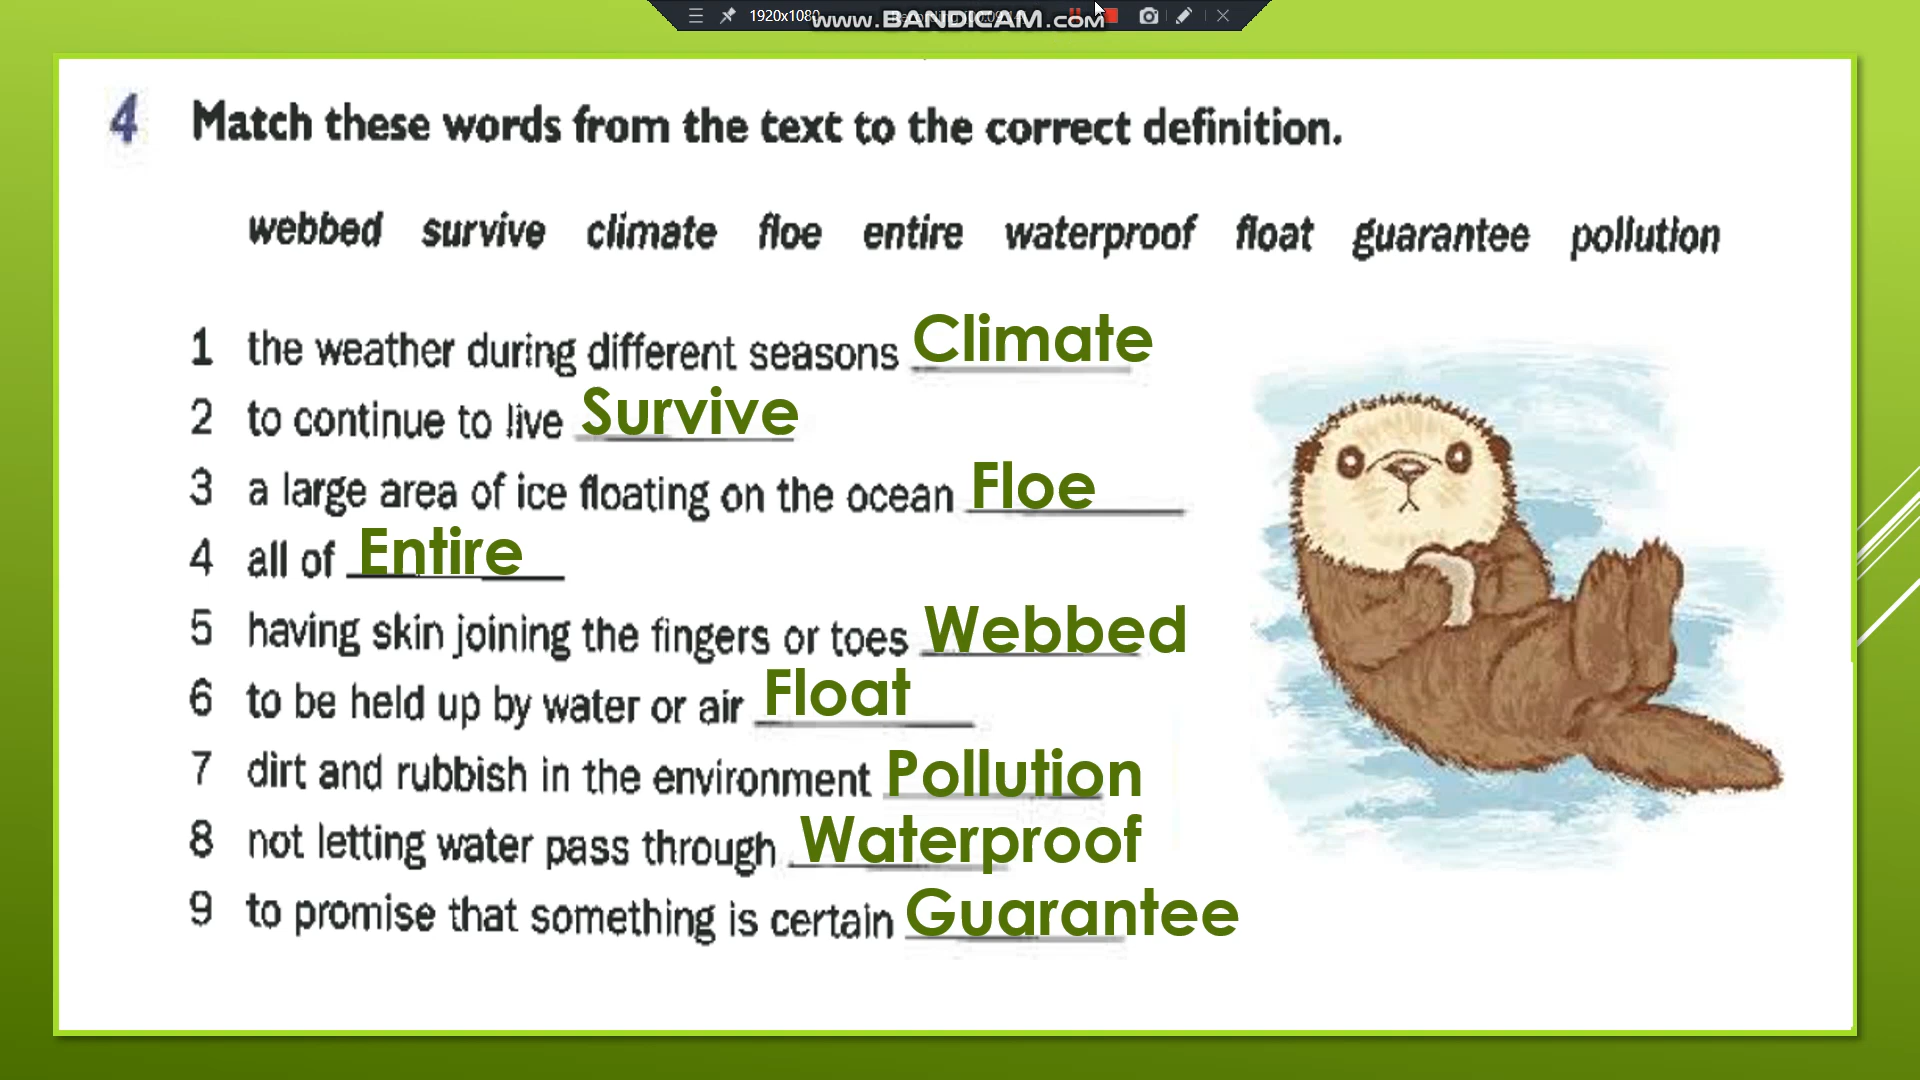 1920x1080
www.BANDICAM.com
4 Match these words from the text to the correct definition.
webbed survive climate floe entire waterproof float guarantee pollution
1 the weather during different seasons Climate
2 to continue to live Survive
3 a large area of ice floating on the ocean Floe
4 all of Entire
5 having skin joining the fingers or toes Webbed
6 to be held up by water or air Float
7 dirt and rubbish in the environment Pollution
8 not letting water pass through Waterproof
9 to promise that something is certain Guarantee